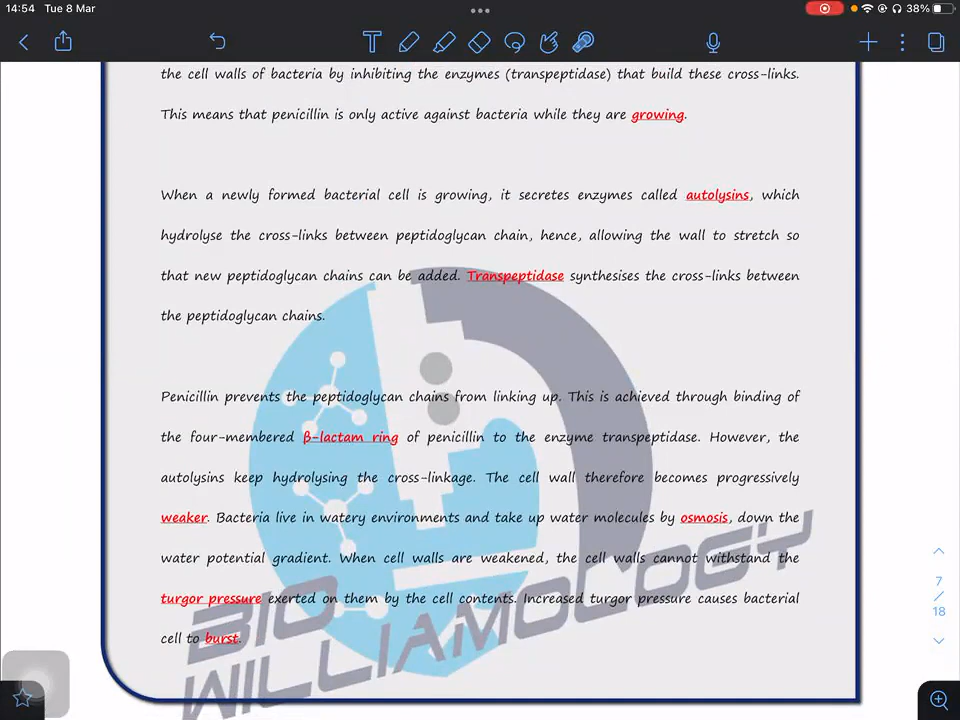 14:54 Tue 8 Mar
38%
the cell walls of bacteria by inhibiting the enzymes (transpeptidase) that build these cross-links.
This means that penicillin is only active against bacteria while they are growing.
When a newly formed bacterial cell is growing, it secretes enzymes called autolysins, which
hydrolyse the cross-links between peptidoglycan chain, hence, allowing the wall to stretch so
that new peptidoglycan chains can be added. Transpeptidase synthesises the cross-links between
the peptidoglycan chains.
Penicillin prevents the peptidoglycan chains from linking up. This is achieved through binding of
the four-membered β-lactam ring of penicillin to the enzyme transpeptidase. However, the
autolysins keep hydrolysing the cross-linkage. The cell wall therefore becomes progressively
weaker. Bacteria live in watery environments and take up water molecules by osmosis, down the
water potential gradient. When cell walls are weakened, the cell walls cannot withstand the
turgor pressure exerted on them by the cell contents. Increased turgor pressure causes bacterial
cell to burst.
BIO
WILLIAMOLOGY
7
/
18